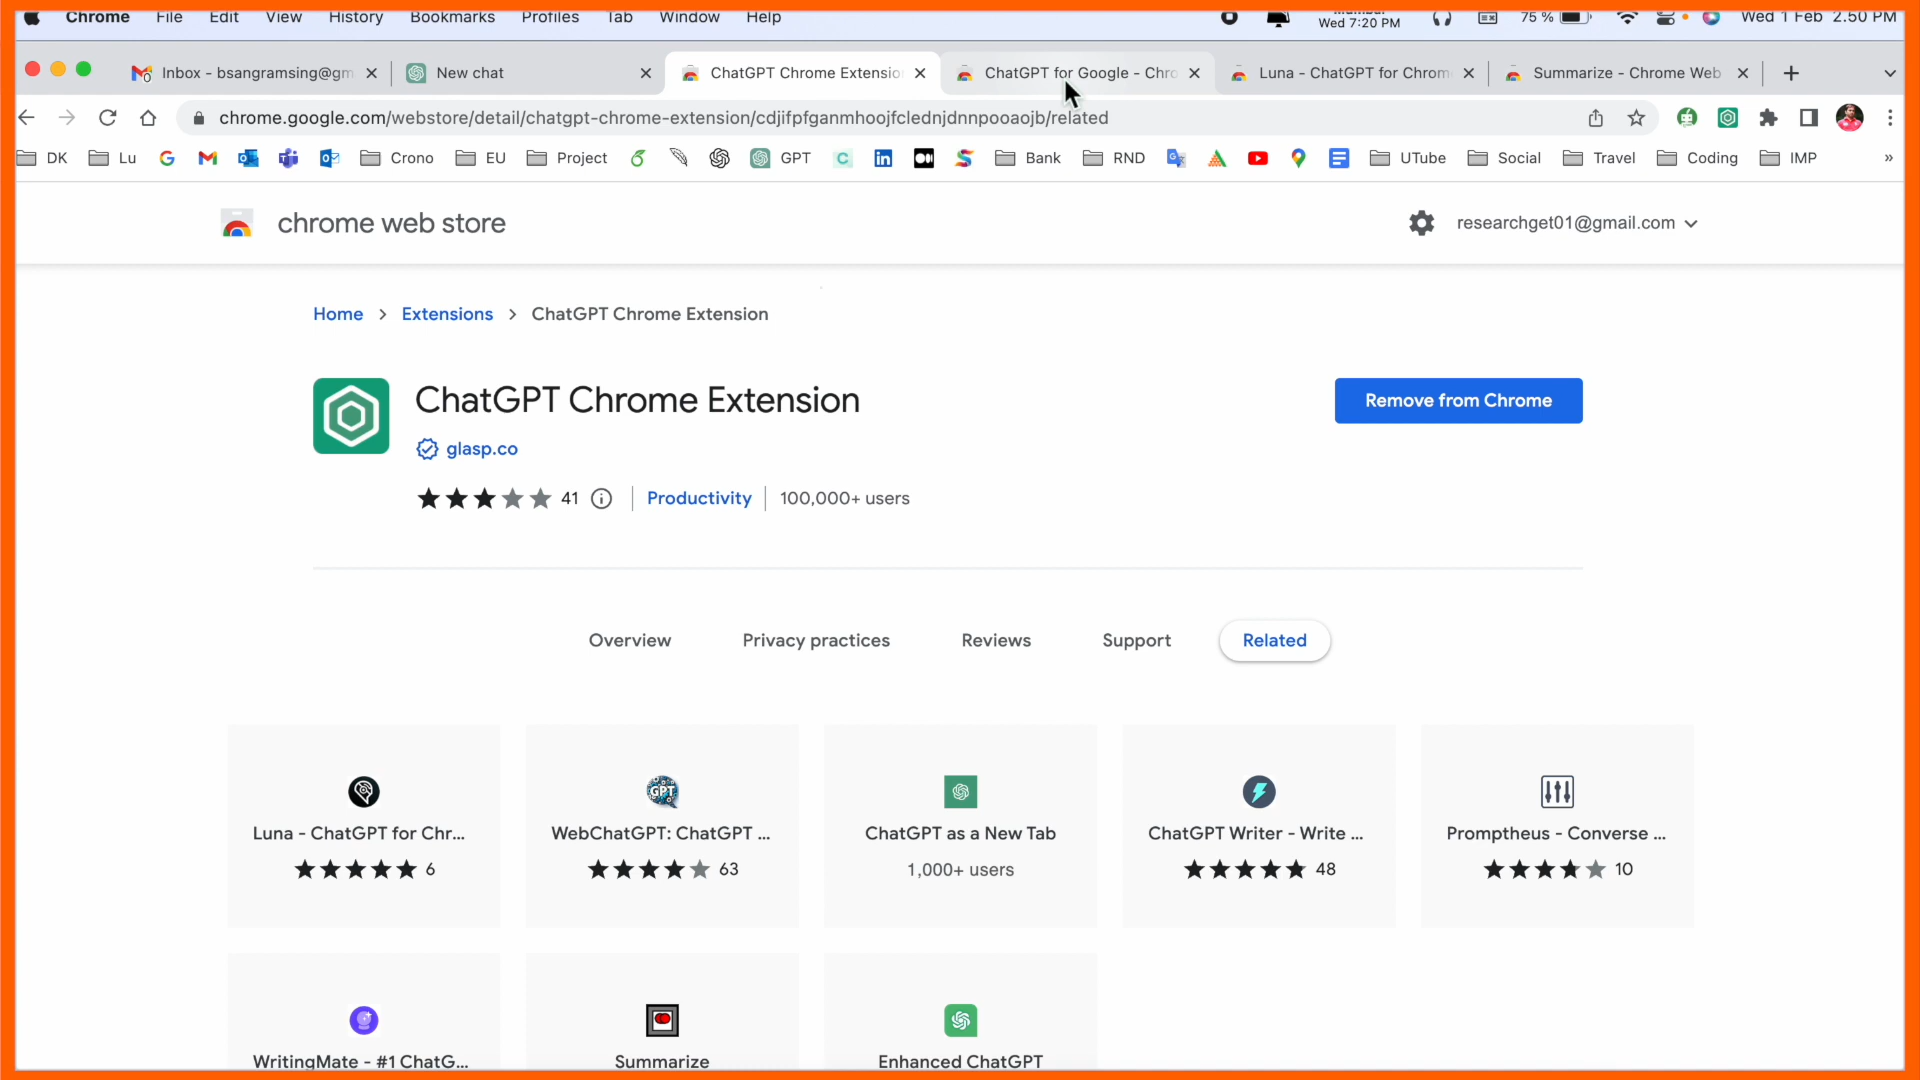 Chrome File Edit View History Bookmarks Profiles Tab Window Help
Mumbai
Wed 7:20 PM
75 %
Wed 1 Feb 2.50 PM
Inbox - bsangramsing@gm
New chat
ChatGPT Chrome Extensio
ChatGPT for Google - Chro
Luna - ChatGPT for Chrom
Summarize - Chrome Web
chrome.google.com/webstore/detail/chatgpt-chrome-extension/cdjifpfganmhoojfclednjdnnpooaojb/related
DK Lu Crono EU Project GPT Bank RND UTube Social Travel Coding IMP »
chrome web store
researchget01@gmail.com
Home > Extensions > ChatGPT Chrome Extension
ChatGPT Chrome Extension
Remove from Chrome
glasp.co
41 Productivity 100,000+ users
Overview Privacy practices Reviews Support Related
GPT
Luna - ChatGPT for Chr... WebChatGPT: ChatGPT ... ChatGPT as a New Tab ChatGPT Writer - Write ... Promptheus - Converse ...
6 63 1,000+ users 48 10
WritingMate - #1 ChatG... Summarize Enhanced ChatGPT